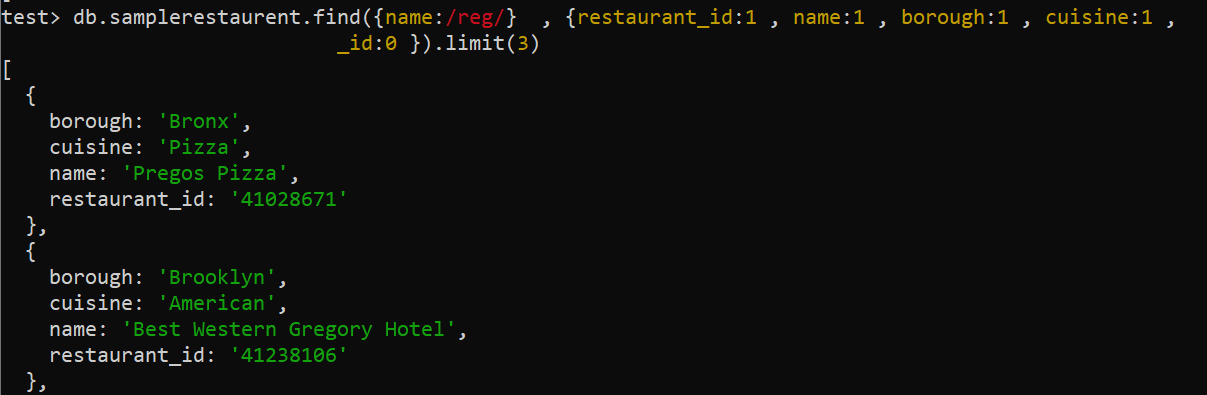 test> db.samplerestaurent.find({name:/reg/}  , {restaurant_id:1 , name:1 , borough:1 , cuisine:1 ,
_id:0 }).limit(3)
[
  {
    borough: 'Bronx',
    cuisine: 'Pizza',
    name: 'Pregos Pizza',
    restaurant_id: '41028671'
  },
  {
    borough: 'Brooklyn',
    cuisine: 'American',
    name: 'Best Western Gregory Hotel',
    restaurant_id: '41238106'
  },